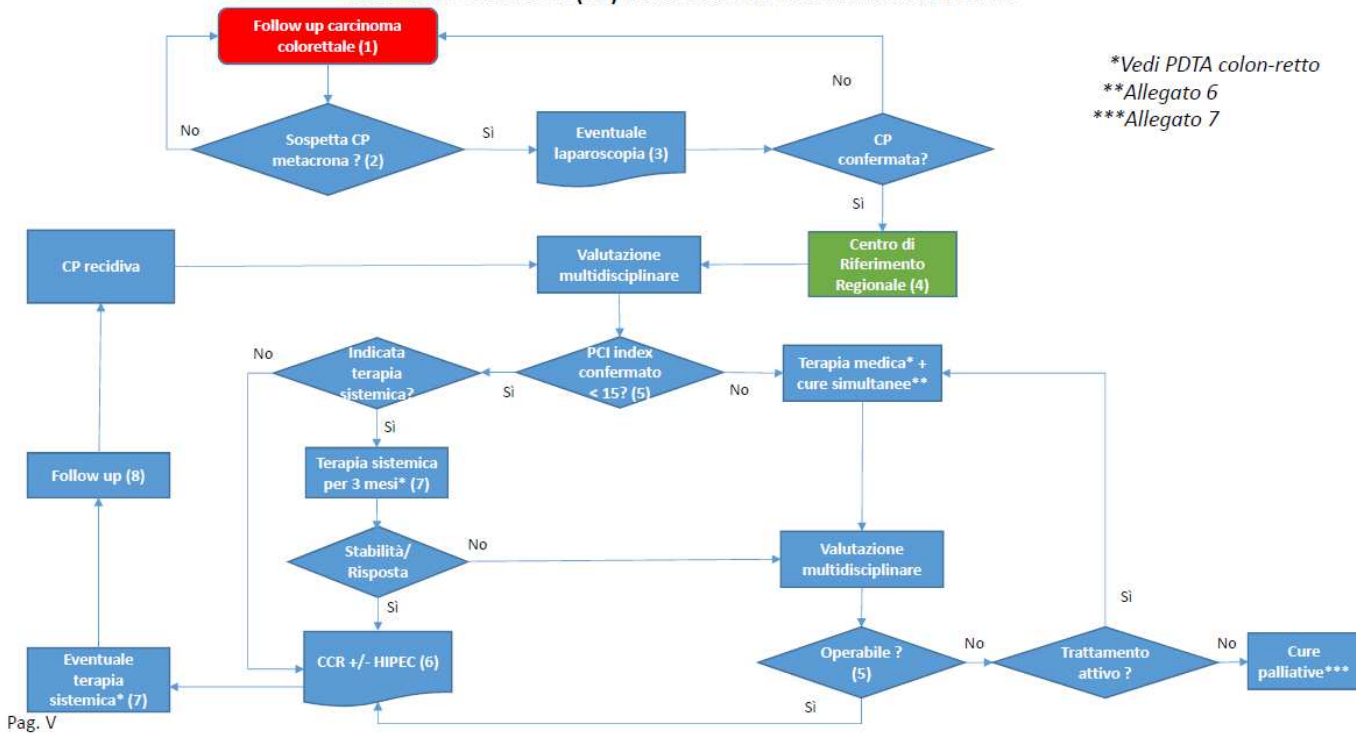 Follow up carcinoma
colorettale (1)
*Vedi PDTA colon-retto
**Allegato 6
***Allegato 7
No
No
Sospetta CP
metacrona ? (2)
Sì
Eventuale
laparoscopia (3)
CP
confermata?
Sì
CP recidiva
Valutazione
multidisciplinare
Centro di
Riferimento
Regionale (4)
No
Indicata
terapia
sistemica?
Sì
PCI index
confermato
< 15? (5)
No
Terapia medica* +
cure simultanee**
Sì
Follow up (8)
Terapia sistemica
per 3 mesi* (7)
Stabilità/
Risposta
No
Valutazione
multidisciplinare
Sì
Sì
Eventuale
terapia
sistemica* (7)
CCR +/- HIPEC (6)
Operabile ?
(5)
No
Trattamento
attivo ?
No
Cure
palliative***
Sì
Pag. V